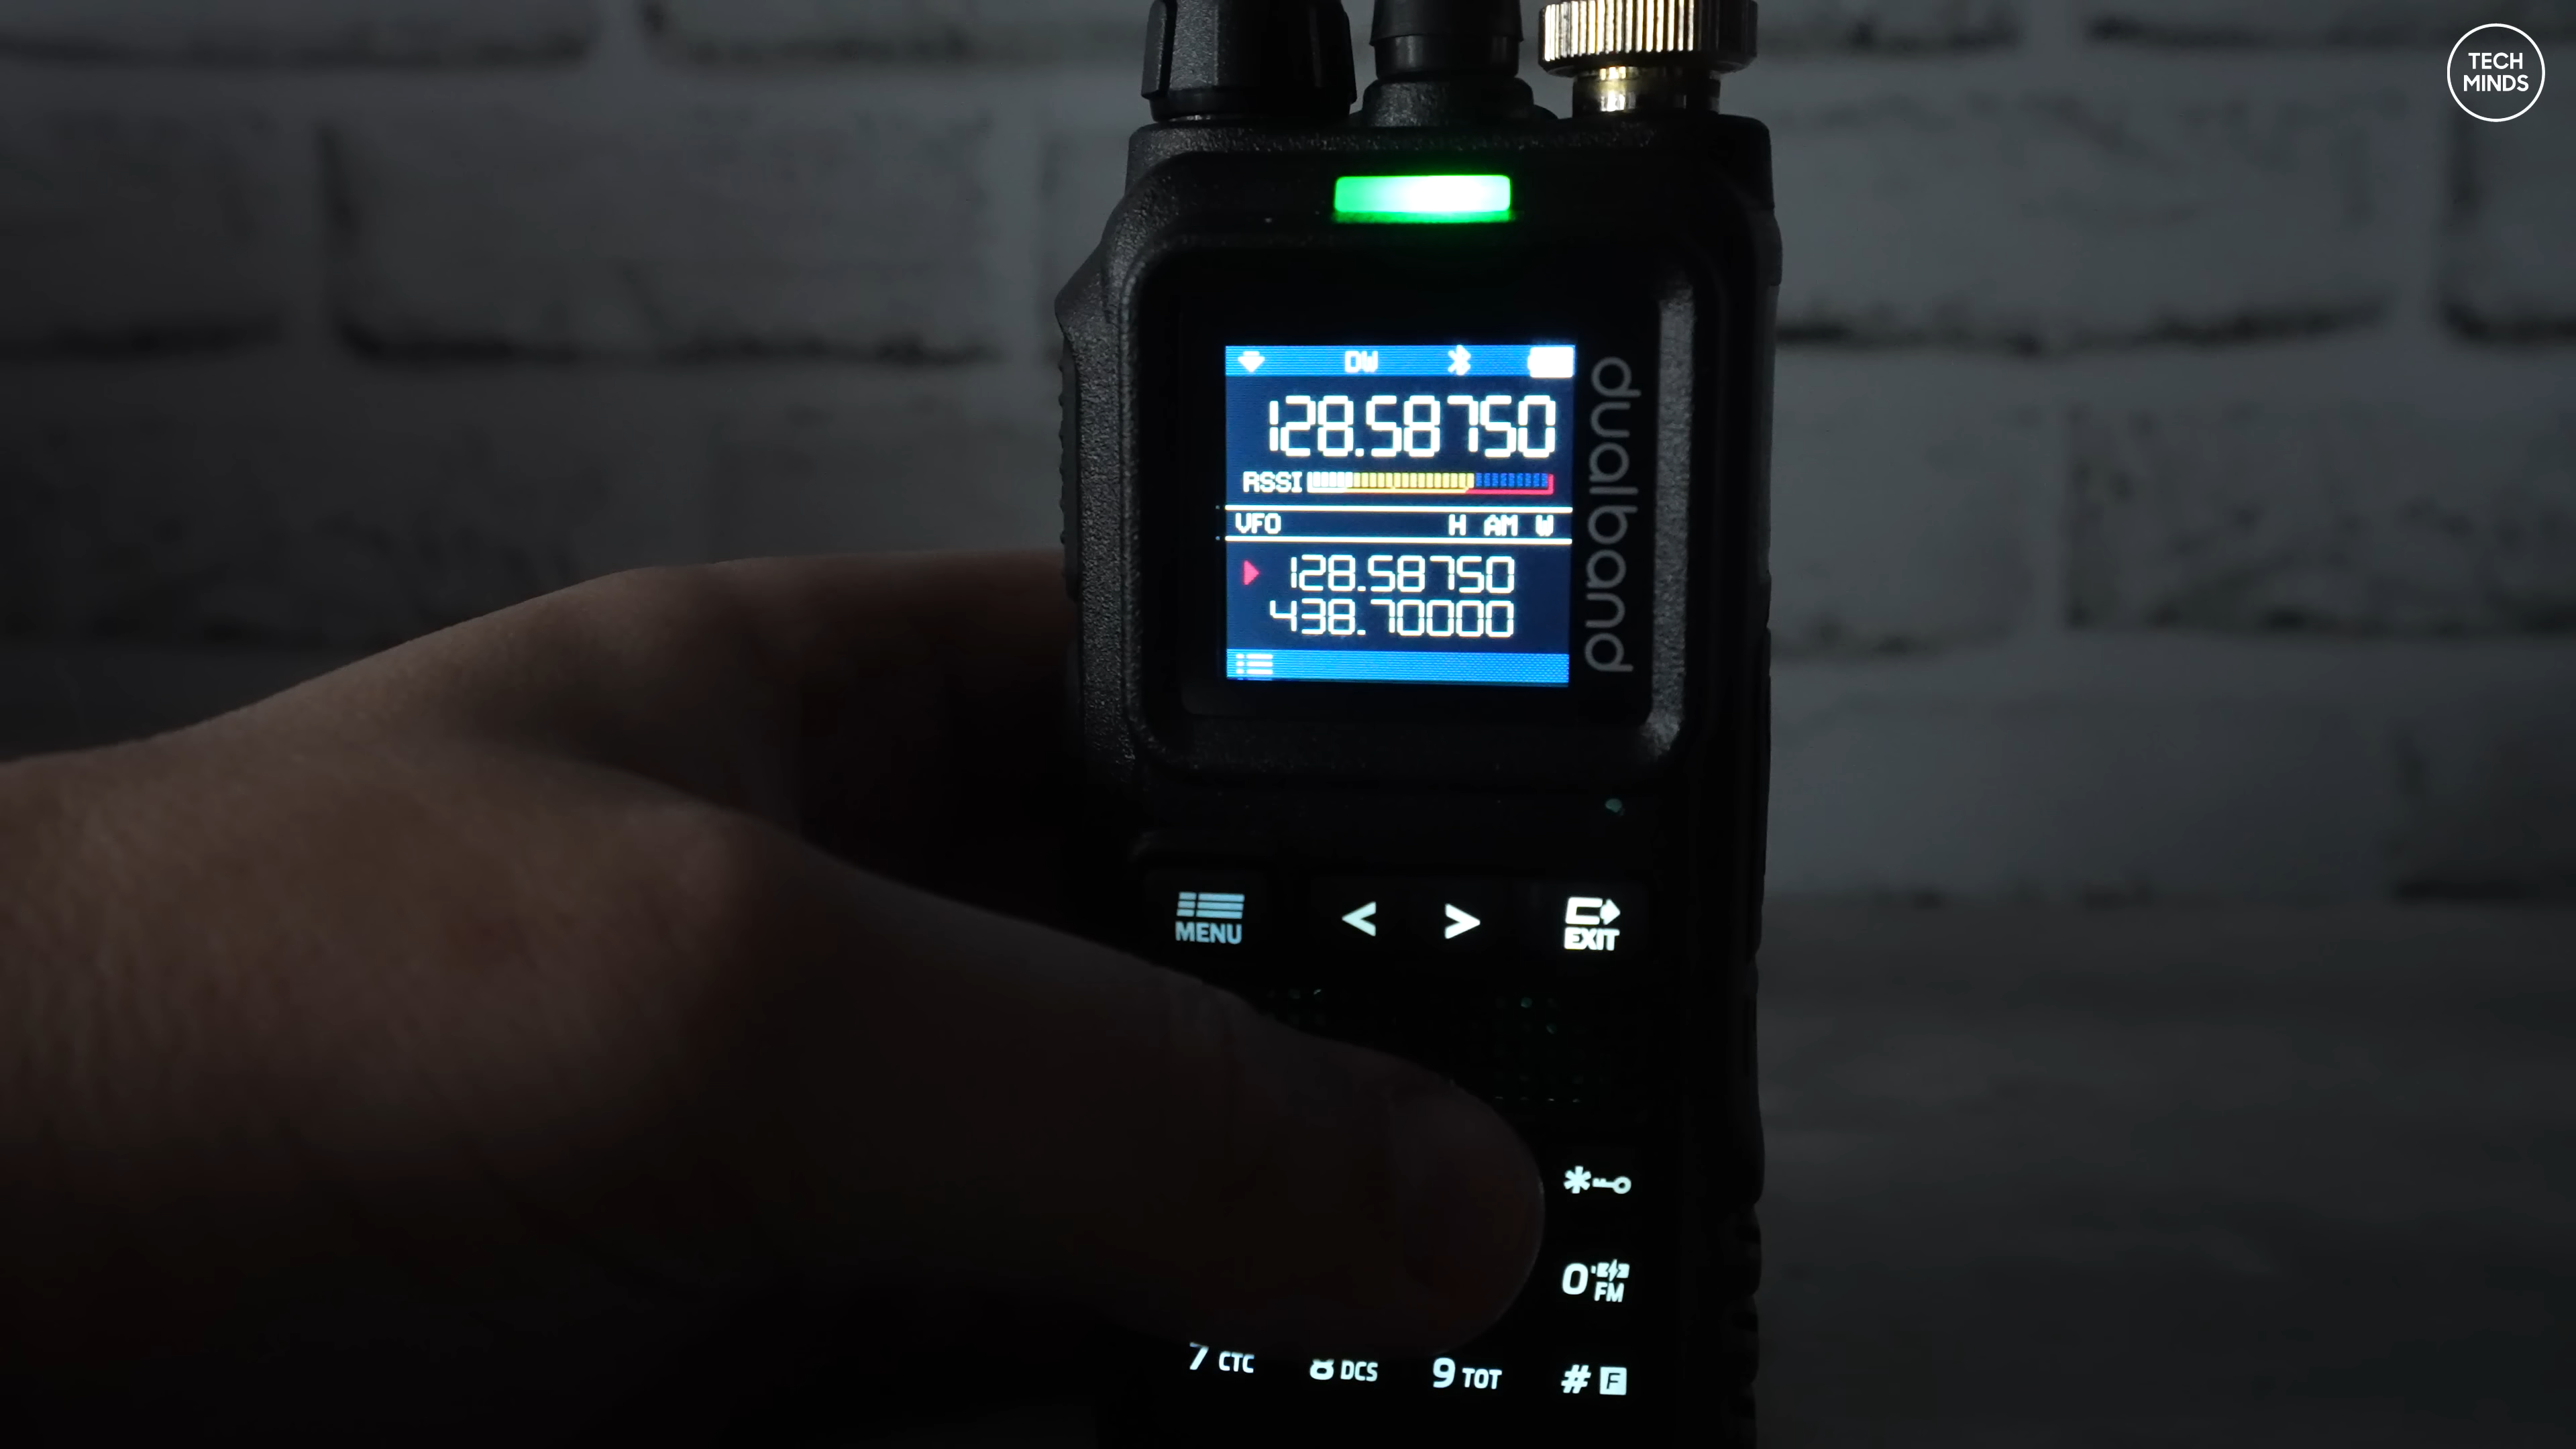 TECH
MINDS
DW
128.58750
RSSI
VFO H AM W
128.58750
438.70000
dualband
MENU < > EXIT
*
0 FM
7 CTC 8 DCS 9 TOT # F